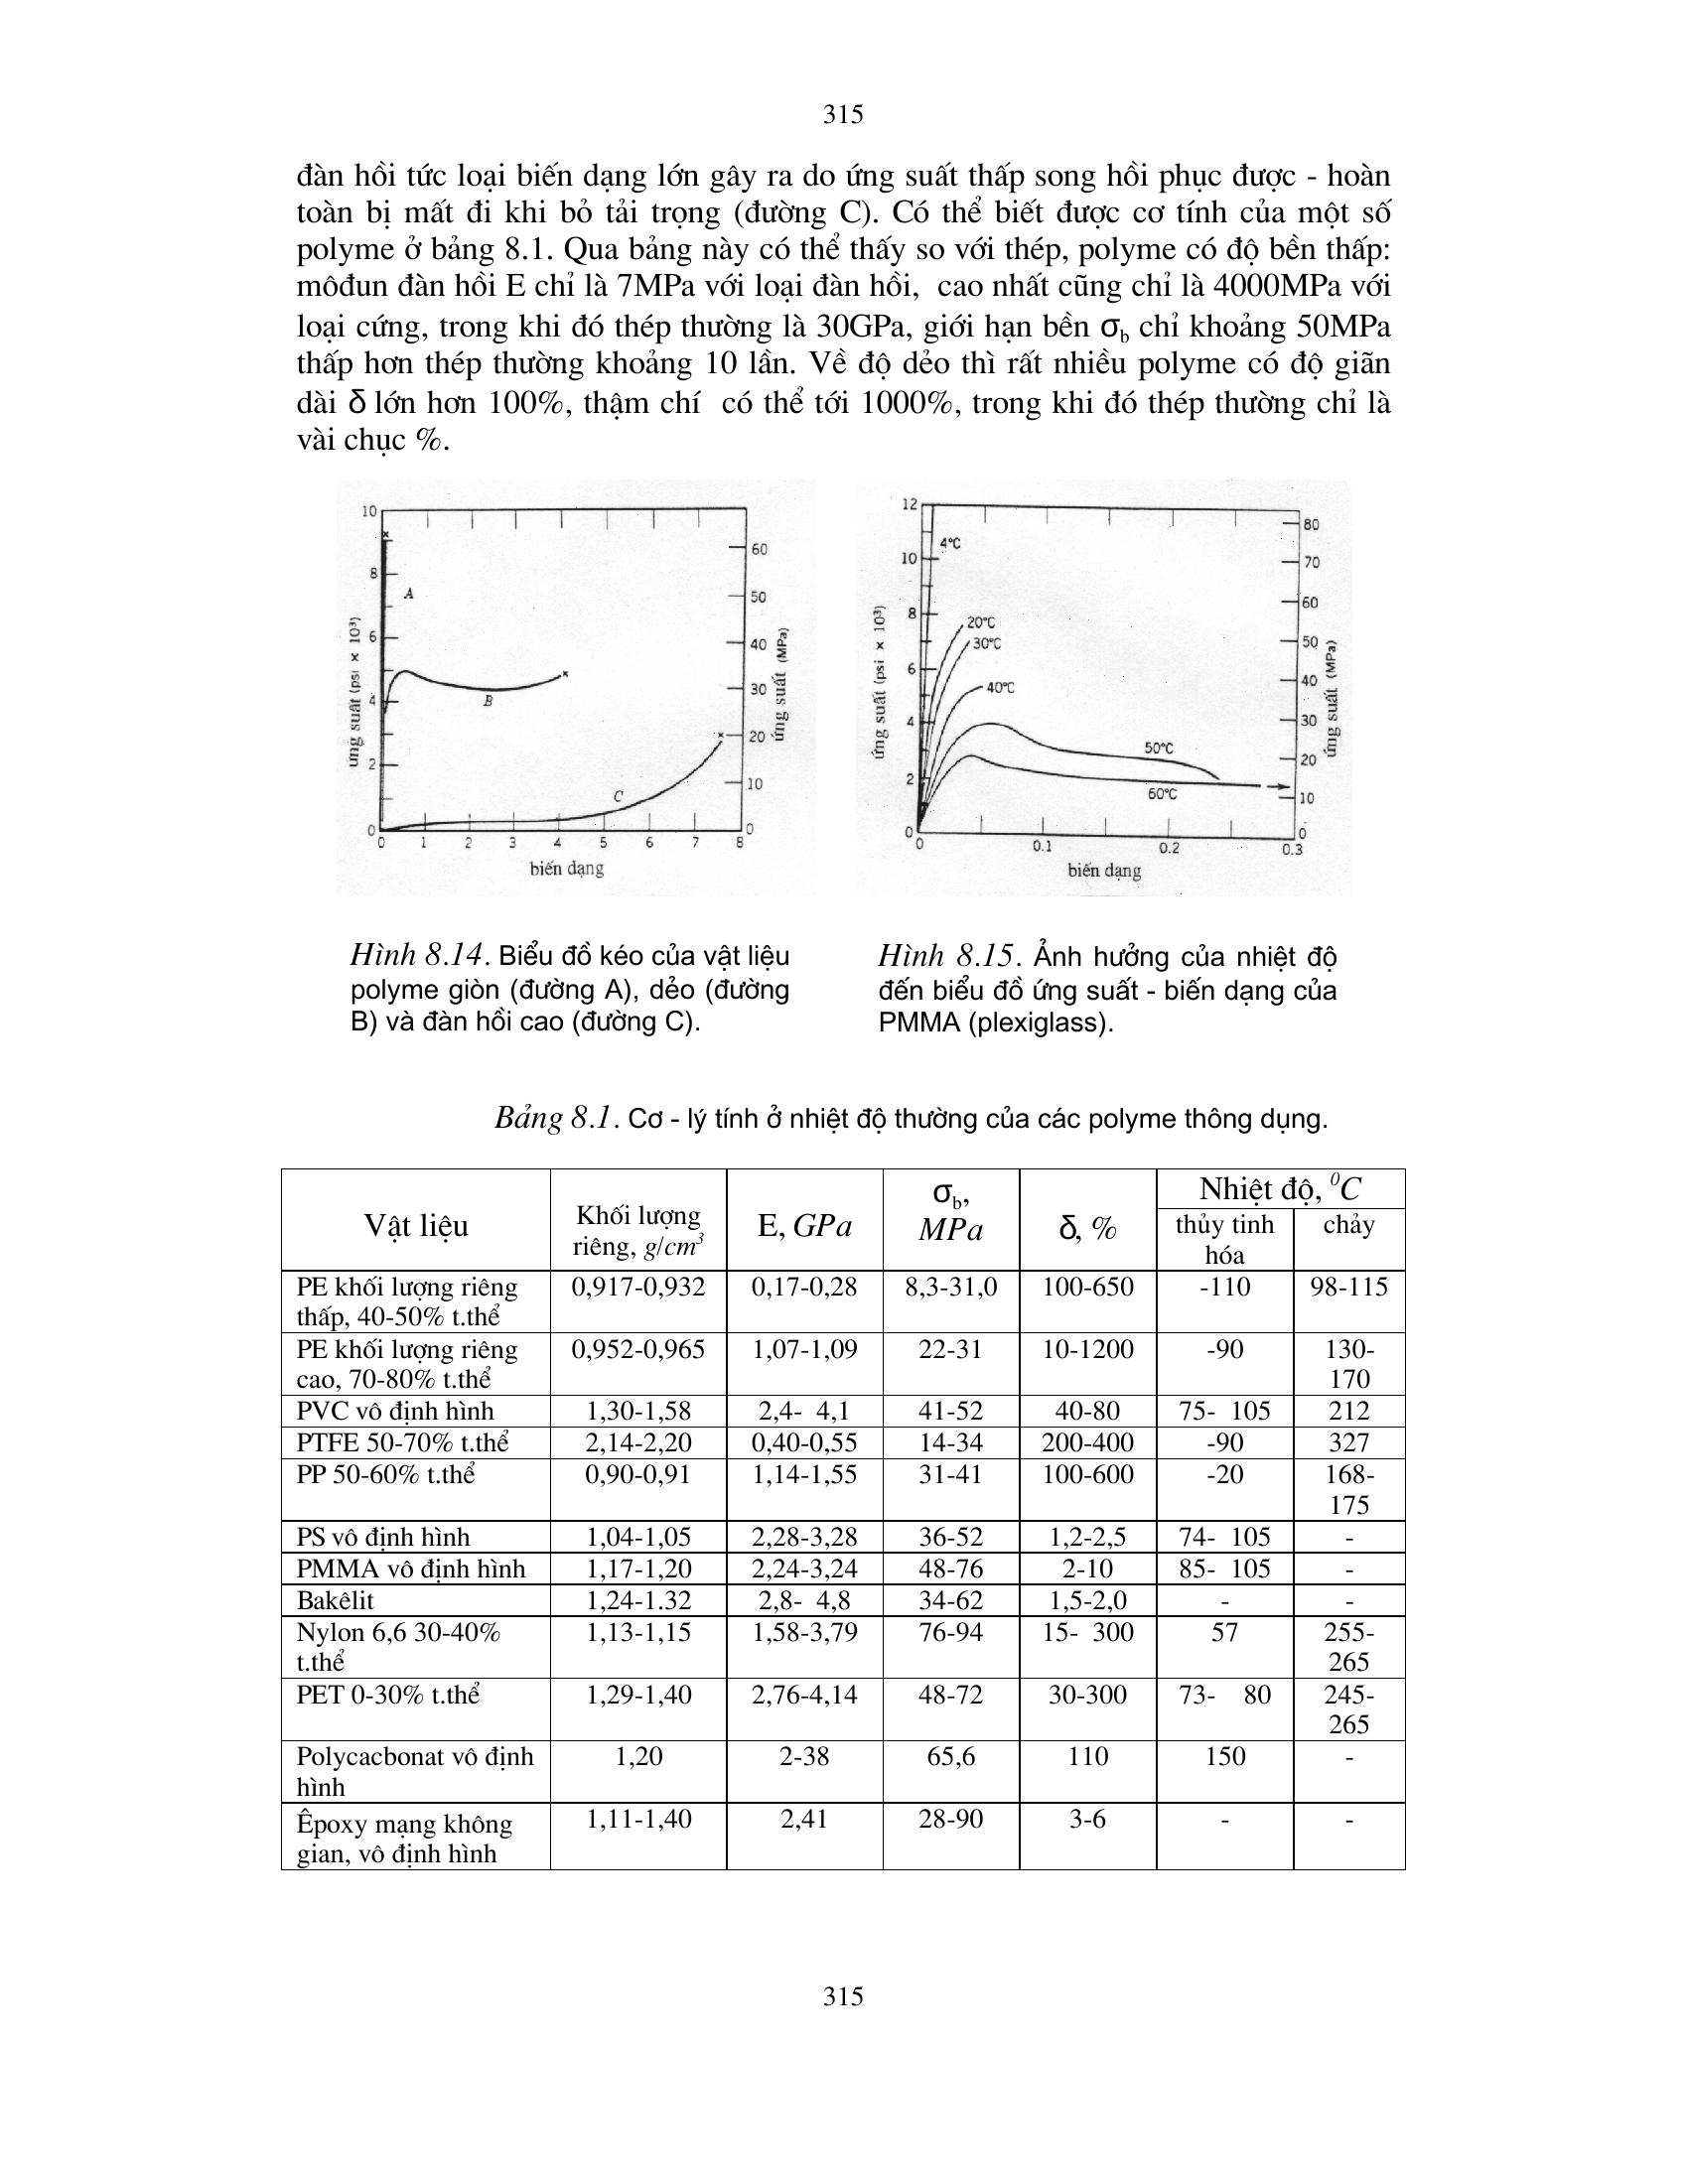 315
đàn hồi tức loại biến dạng lớn gây ra do ứng suất thấp song hồi phục được - hoàn
toàn bị mất đi khi bỏ tải trọng (đường C). Có thể biết được cơ tính của một số
polyme ở bảng 8.1. Qua bảng này có thể thấy so với thép, polyme có độ bền thấp:
môđun đàn hồi E chỉ là 7MPa với loại đàn hồi, cao nhất cũng chỉ là 4000MPa với
loại cứng, trong khi đó thép thường là 30GPa, giới hạn bền σb chỉ khoảng 50MPa
thấp hơn thép thường khoảng 10 lần. Về độ dẻo thì rất nhiều polyme có độ giãn
dài δ lớn hơn 100%, thậm chí có thể tới 1000%, trong khi đó thép thường chỉ là
vài chục %.
10
8
6
4
2
0
ứng suất (psi × 10³)
A
B
C
60
50
40
30
20
10
0
ứng suất (MPa)
0 1 2 3 4 5 6 7 8
biến dạng
12
10
8
6
4
2
0
ứng suất (psi × 10³)
4°C
20°C
30°C
40°C
50°C
60°C
80
70
60
50
40
30
20
10
0
ứng suất (MPa)
0 0.1 0.2 0.3
biến dạng
Hình 8.14. Biểu đồ kéo của vật liệu
polyme giòn (đường A), dẻo (đường
B) và đàn hồi cao (đường C).
Hình 8.15. Ảnh hưởng của nhiệt độ
đến biểu đồ ứng suất - biến dạng của
PMMA (plexiglass).
Bảng 8.1. Cơ - lý tính ở nhiệt độ thường của các polyme thông dụng.
Vật liệu Khối lượng riêng, g/cm³ E, GPa σb, MPa δ, % Nhiệt độ, ⁰C
thủy tinh hóa chảy
PE khối lượng riêng 0,917-0,932 0,17-0,28 8,3-31,0 100-650 -110 98-115
thấp, 40-50% t.thể
PE khối lượng riêng 0,952-0,965 1,07-1,09 22-31 10-1200 -90 130-
cao, 70-80% t.thể 170
PVC vô định hình 1,30-1,58 2,4- 4,1 41-52 40-80 75- 105 212
PTFE 50-70% t.thể 2,14-2,20 0,40-0,55 14-34 200-400 -90 327
PP 50-60% t.thể 0,90-0,91 1,14-1,55 31-41 100-600 -20 168-
175
PS vô định hình 1,04-1,05 2,28-3,28 36-52 1,2-2,5 74- 105 -
PMMA vô định hình 1,17-1,20 2,24-3,24 48-76 2-10 85- 105 -
Bakêlit 1,24-1.32 2,8- 4,8 34-62 1,5-2,0 - -
Nylon 6,6 30-40% 1,13-1,15 1,58-3,79 76-94 15- 300 57 255-
t.thể 265
PET 0-30% t.thể 1,29-1,40 2,76-4,14 48-72 30-300 73- 80 245-
265
Polycacbonat vô định 1,20 2-38 65,6 110 150 -
hình
Êpoxy mạng không 1,11-1,40 2,41 28-90 3-6 - -
gian, vô định hình
315